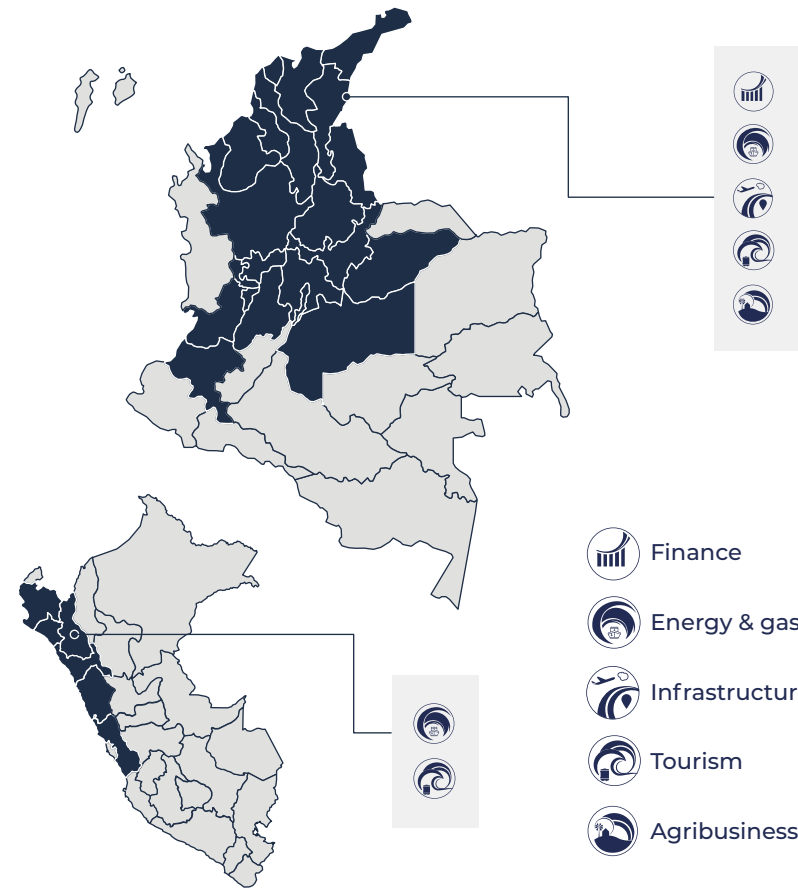 Finance
Energy & gas
Infrastructur
Tourism
Agribusiness